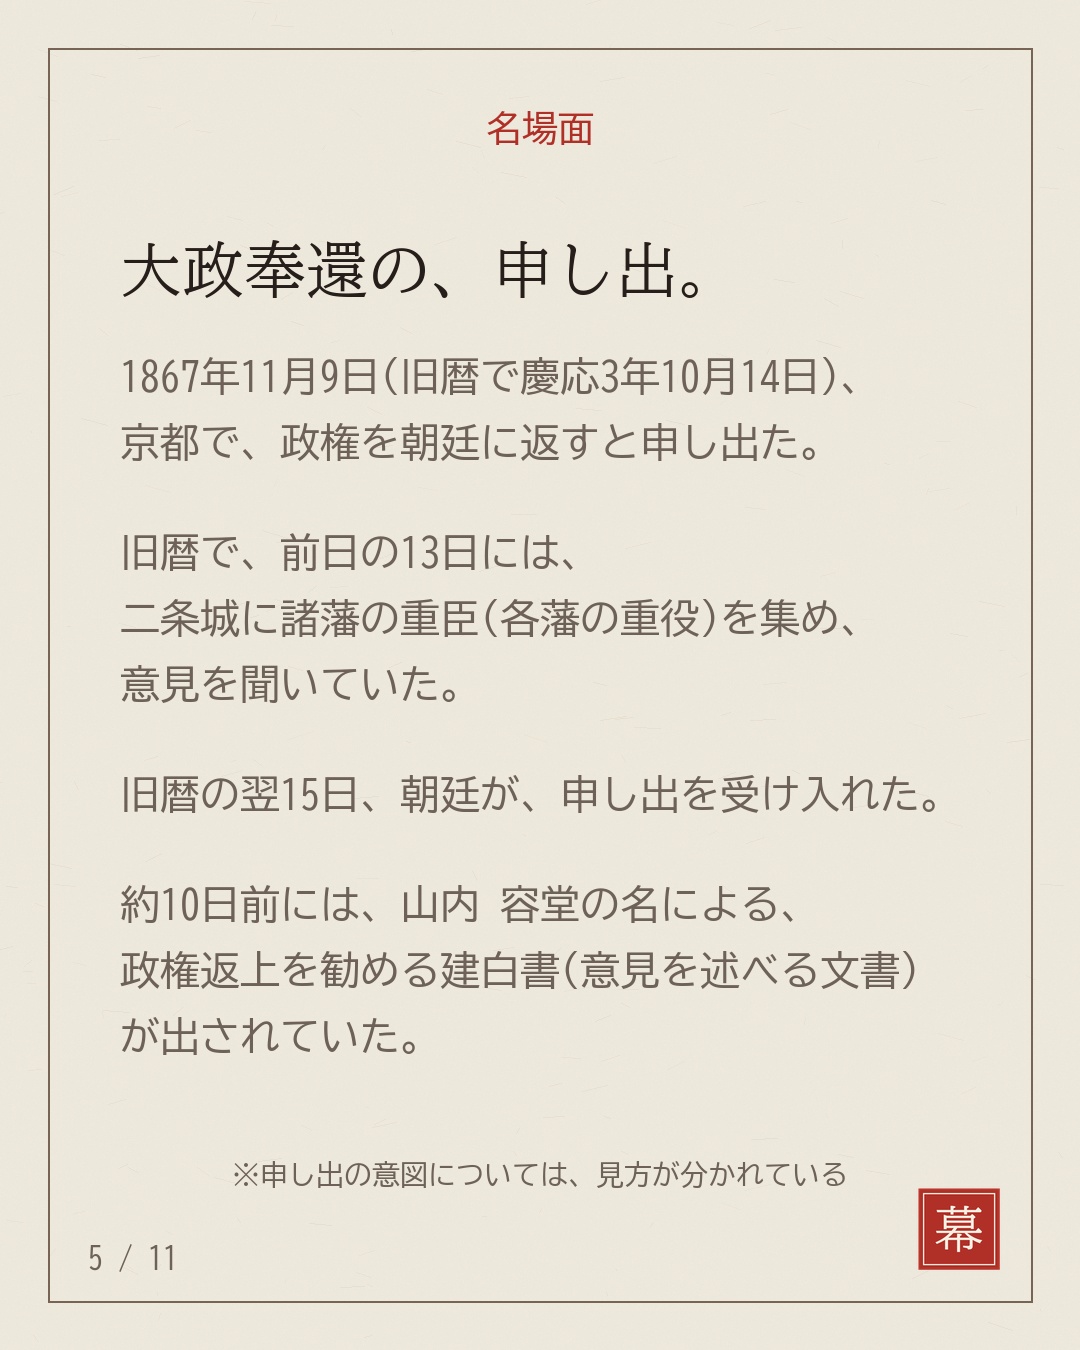 名場面
大政奉還の、申し出。
1867年11月9日(旧暦で慶応3年10月14日)、
京都で、政権を朝廷に返すと申し出た。
旧暦で、前日の13日には、
二条城に諸藩の重臣(各藩の重役)を集め、
意見を聞いていた。
旧暦の翌15日、朝廷が、申し出を受け入れた。
約10日前には、山内 容堂の名による、
政権返上を勧める建白書(意見を述べる文書)
が出されていた。
※申し出の意図については、見方が分かれている
幕
5 / 11